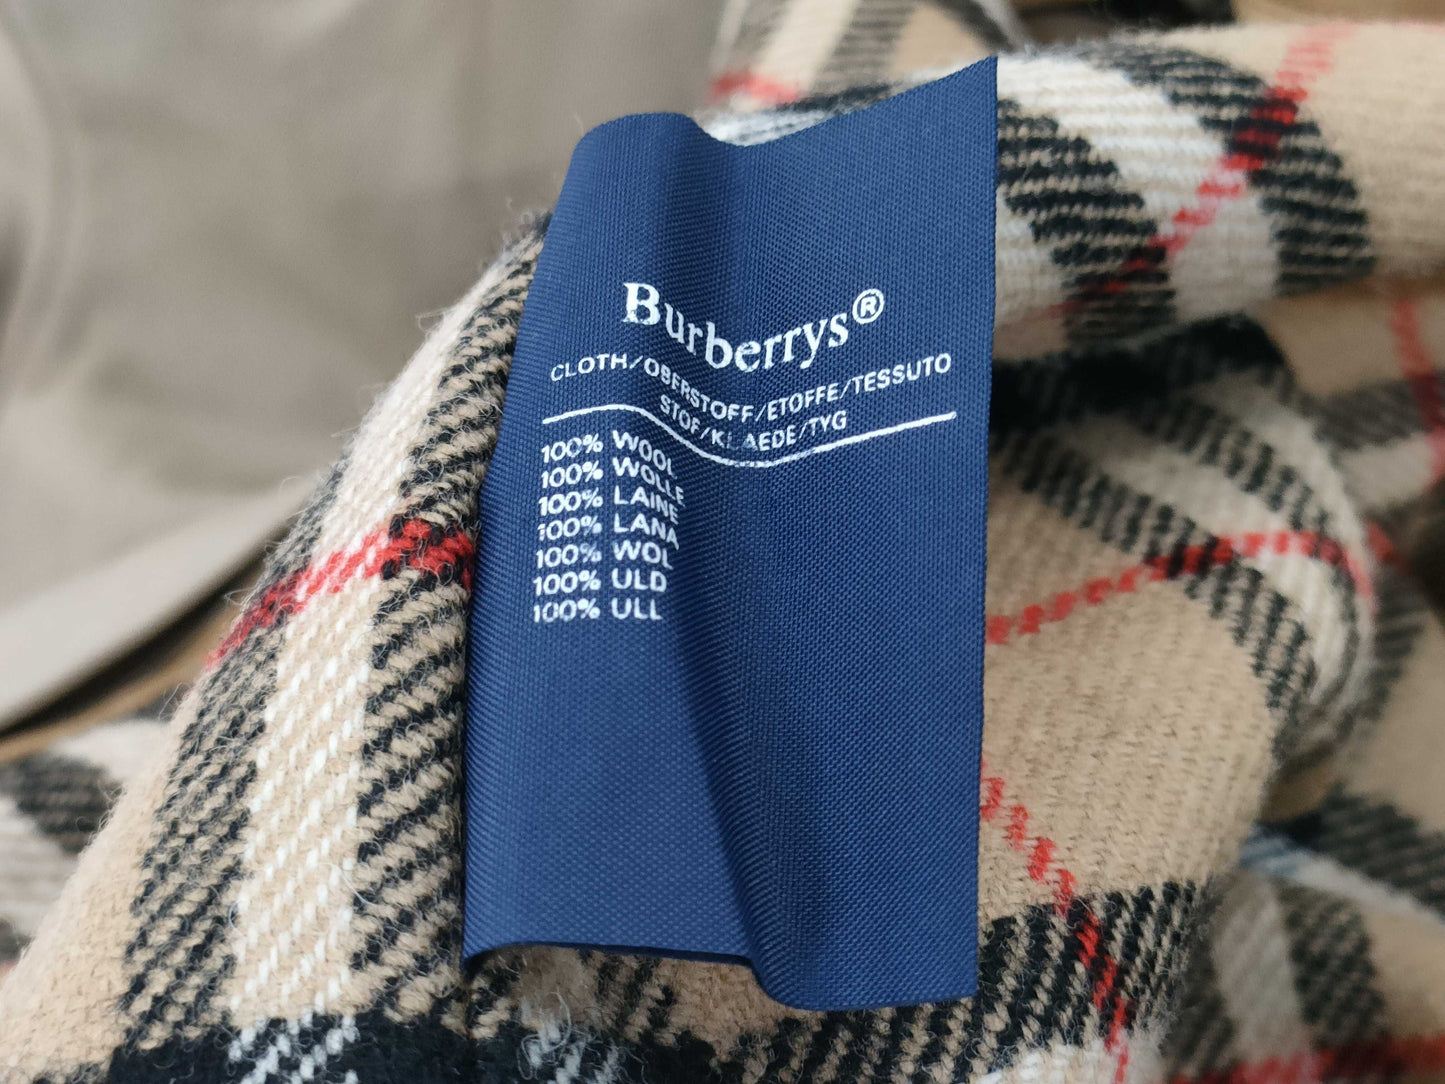 Burberrys®
CLOTH/OBERSTOFF/ETOFFE/TESSUTO
STOF/KLAEDE/TYG
100% WOOL
100% WOLLE
100% LAINE
100% LANA
100% WOL
100% ULD
100% ULL